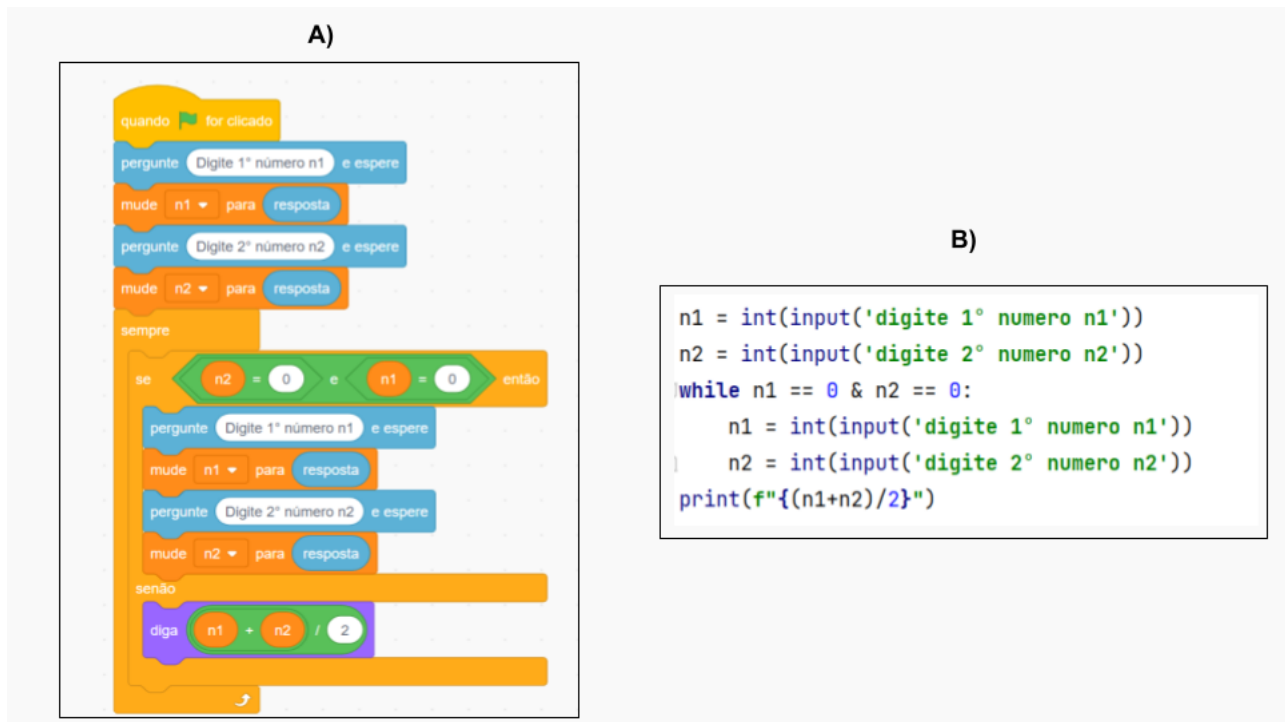 A)
quando for clicado
pergunte Digite 1° número n1 e espere
mude n1 para resposta
pergunte Digite 2° número n2 e espere
mude n2 para resposta
sempre
se n2 = 0 e n1 = 0 então
pergunte Digite 1° número n1 e espere
mude n1 para resposta
pergunte Digite 2° número n2 e espere
mude n2 para resposta
senão
diga n1 + n2 / 2
B)
n1 = int(input('digite 1° numero n1'))
n2 = int(input('digite 2° numero n2'))
while n1 == 0 & n2 == 0:
    n1 = int(input('digite 1° numero n1'))
    n2 = int(input('digite 2° numero n2'))
print(f"{(n1+n2)/2}")